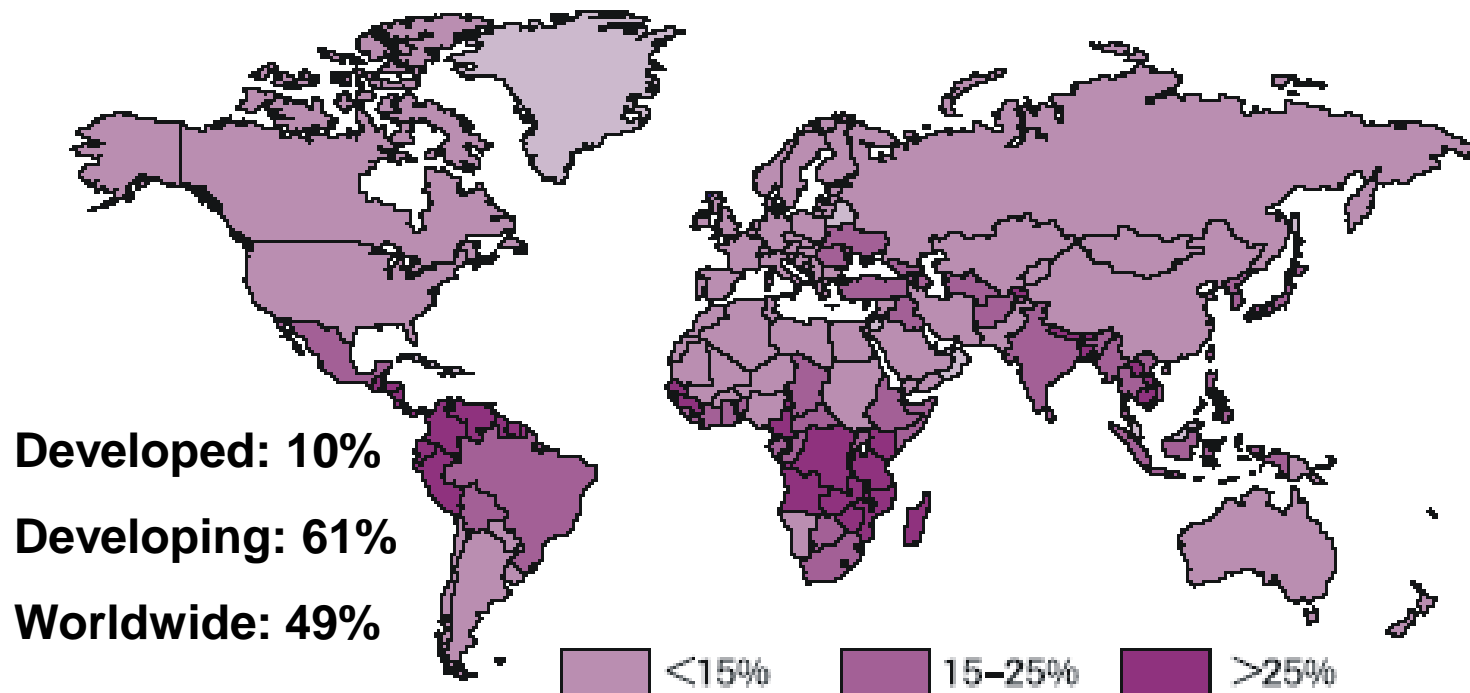 Developed: 10%
Developing: 61%
Worldwide: 49%
<15%
15–25%
>25%